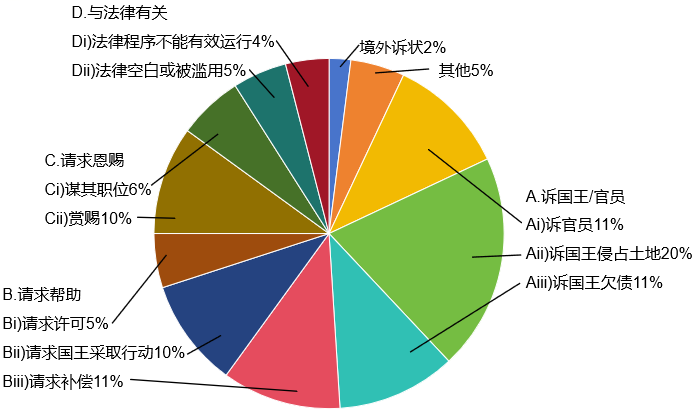 D.与法律有关
Di)法律程序不能有效运行4%
Dii)法律空白或被滥用5%
境外诉状2%
其他5%
C.请求恩赐
Ci)谋其职位6%
Cii)赏赐10%
A.诉国王/官员
Ai)诉官员11%
Aii)诉国王侵占土地20%
Aiii)诉国王欠债11%
B.请求帮助
Bi)请求许可5%
Bii)请求国王采取行动10%
Biii)请求补偿11%